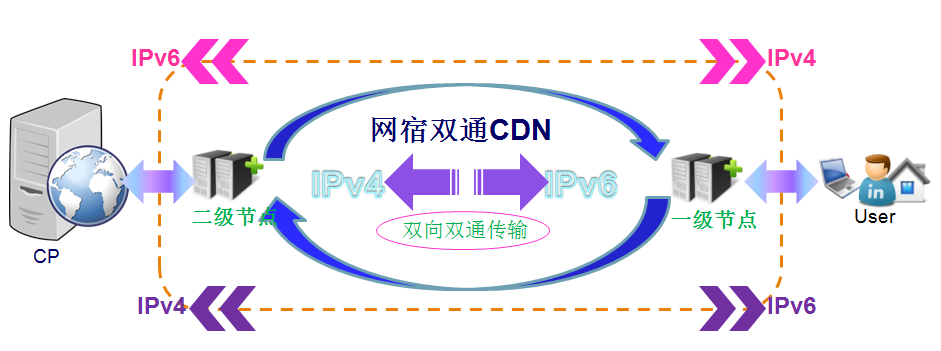 IPv6
IPv4
网宿双通CDN
IPv4
IPv6
二级节点
一级节点
双向双通传输
in
User
CP
IPv4
IPv6